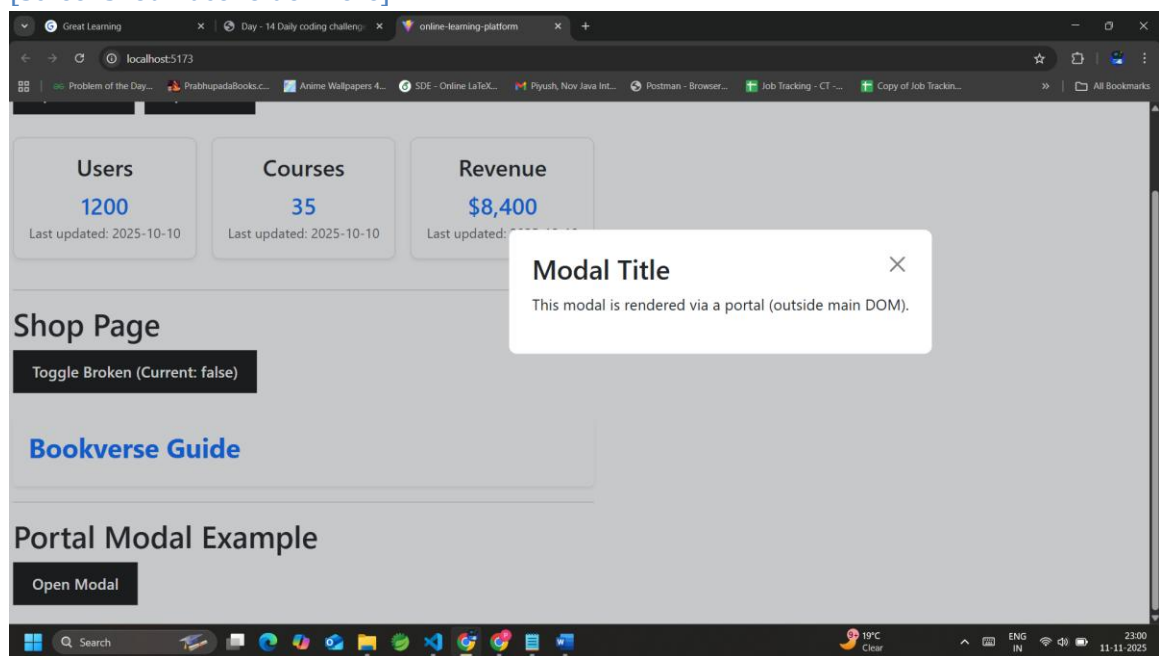 Great Learning
Day - 14 Daily coding challeng
online-learning-platform
localhost:5173
Problem of the Day...
PrabhupadaBooks.c...
Anime Wallpapers 4...
SDE - Online LaTeX...
Piyush, Nov Java Int...
Postman - Browser...
Job Tracking - CT -...
Copy of Job Trackin...
All Bookmarks
Users
1200
Last updated: 2025-10-10
Courses
35
Last updated: 2025-10-10
Revenue
$8,400
Last updated:
Modal Title
This modal is rendered via a portal (outside main DOM).
Shop Page
Toggle Broken (Current: false)
Bookverse Guide
Portal Modal Example
Open Modal
Search
19°C
Clear
ENG
IN
23:00
11-11-2025